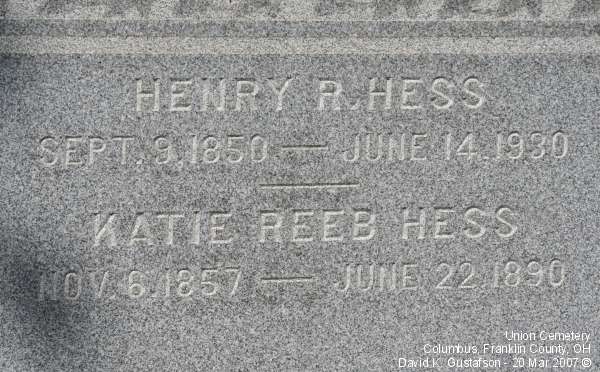 HENRY R. HESS
SEPT. 9. 1850 — JUNE 14. 1930
KATIE REEB HESS
NOV. 6. 1857 — JUNE 22. 1890
Union Cemetery
Columbus, Franklin County, OH
David K. Gustafson - 20 Mar 2007 ©